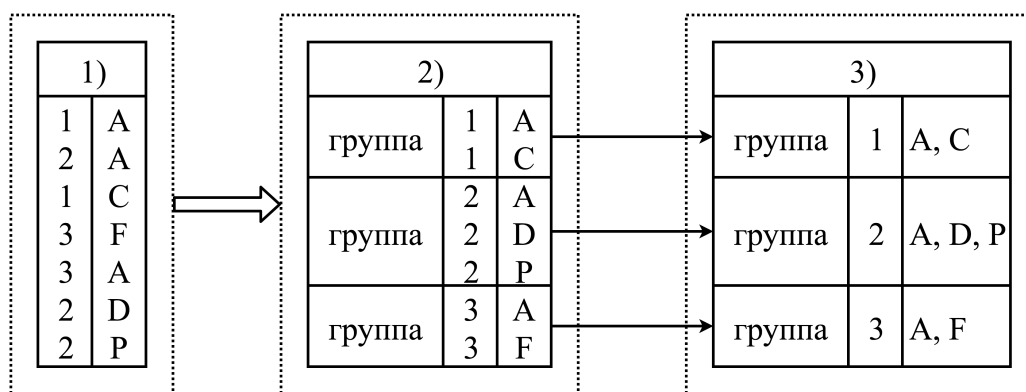 1)
1 A
2 A
1 C
3 F
3 A
2 D
2 P
2)
группа
1 A
1 C
группа
2 A
2 D
2 P
группа
3 A
3 F
3)
группа 1 A, C
группа 2 A, D, P
группа 3 A, F